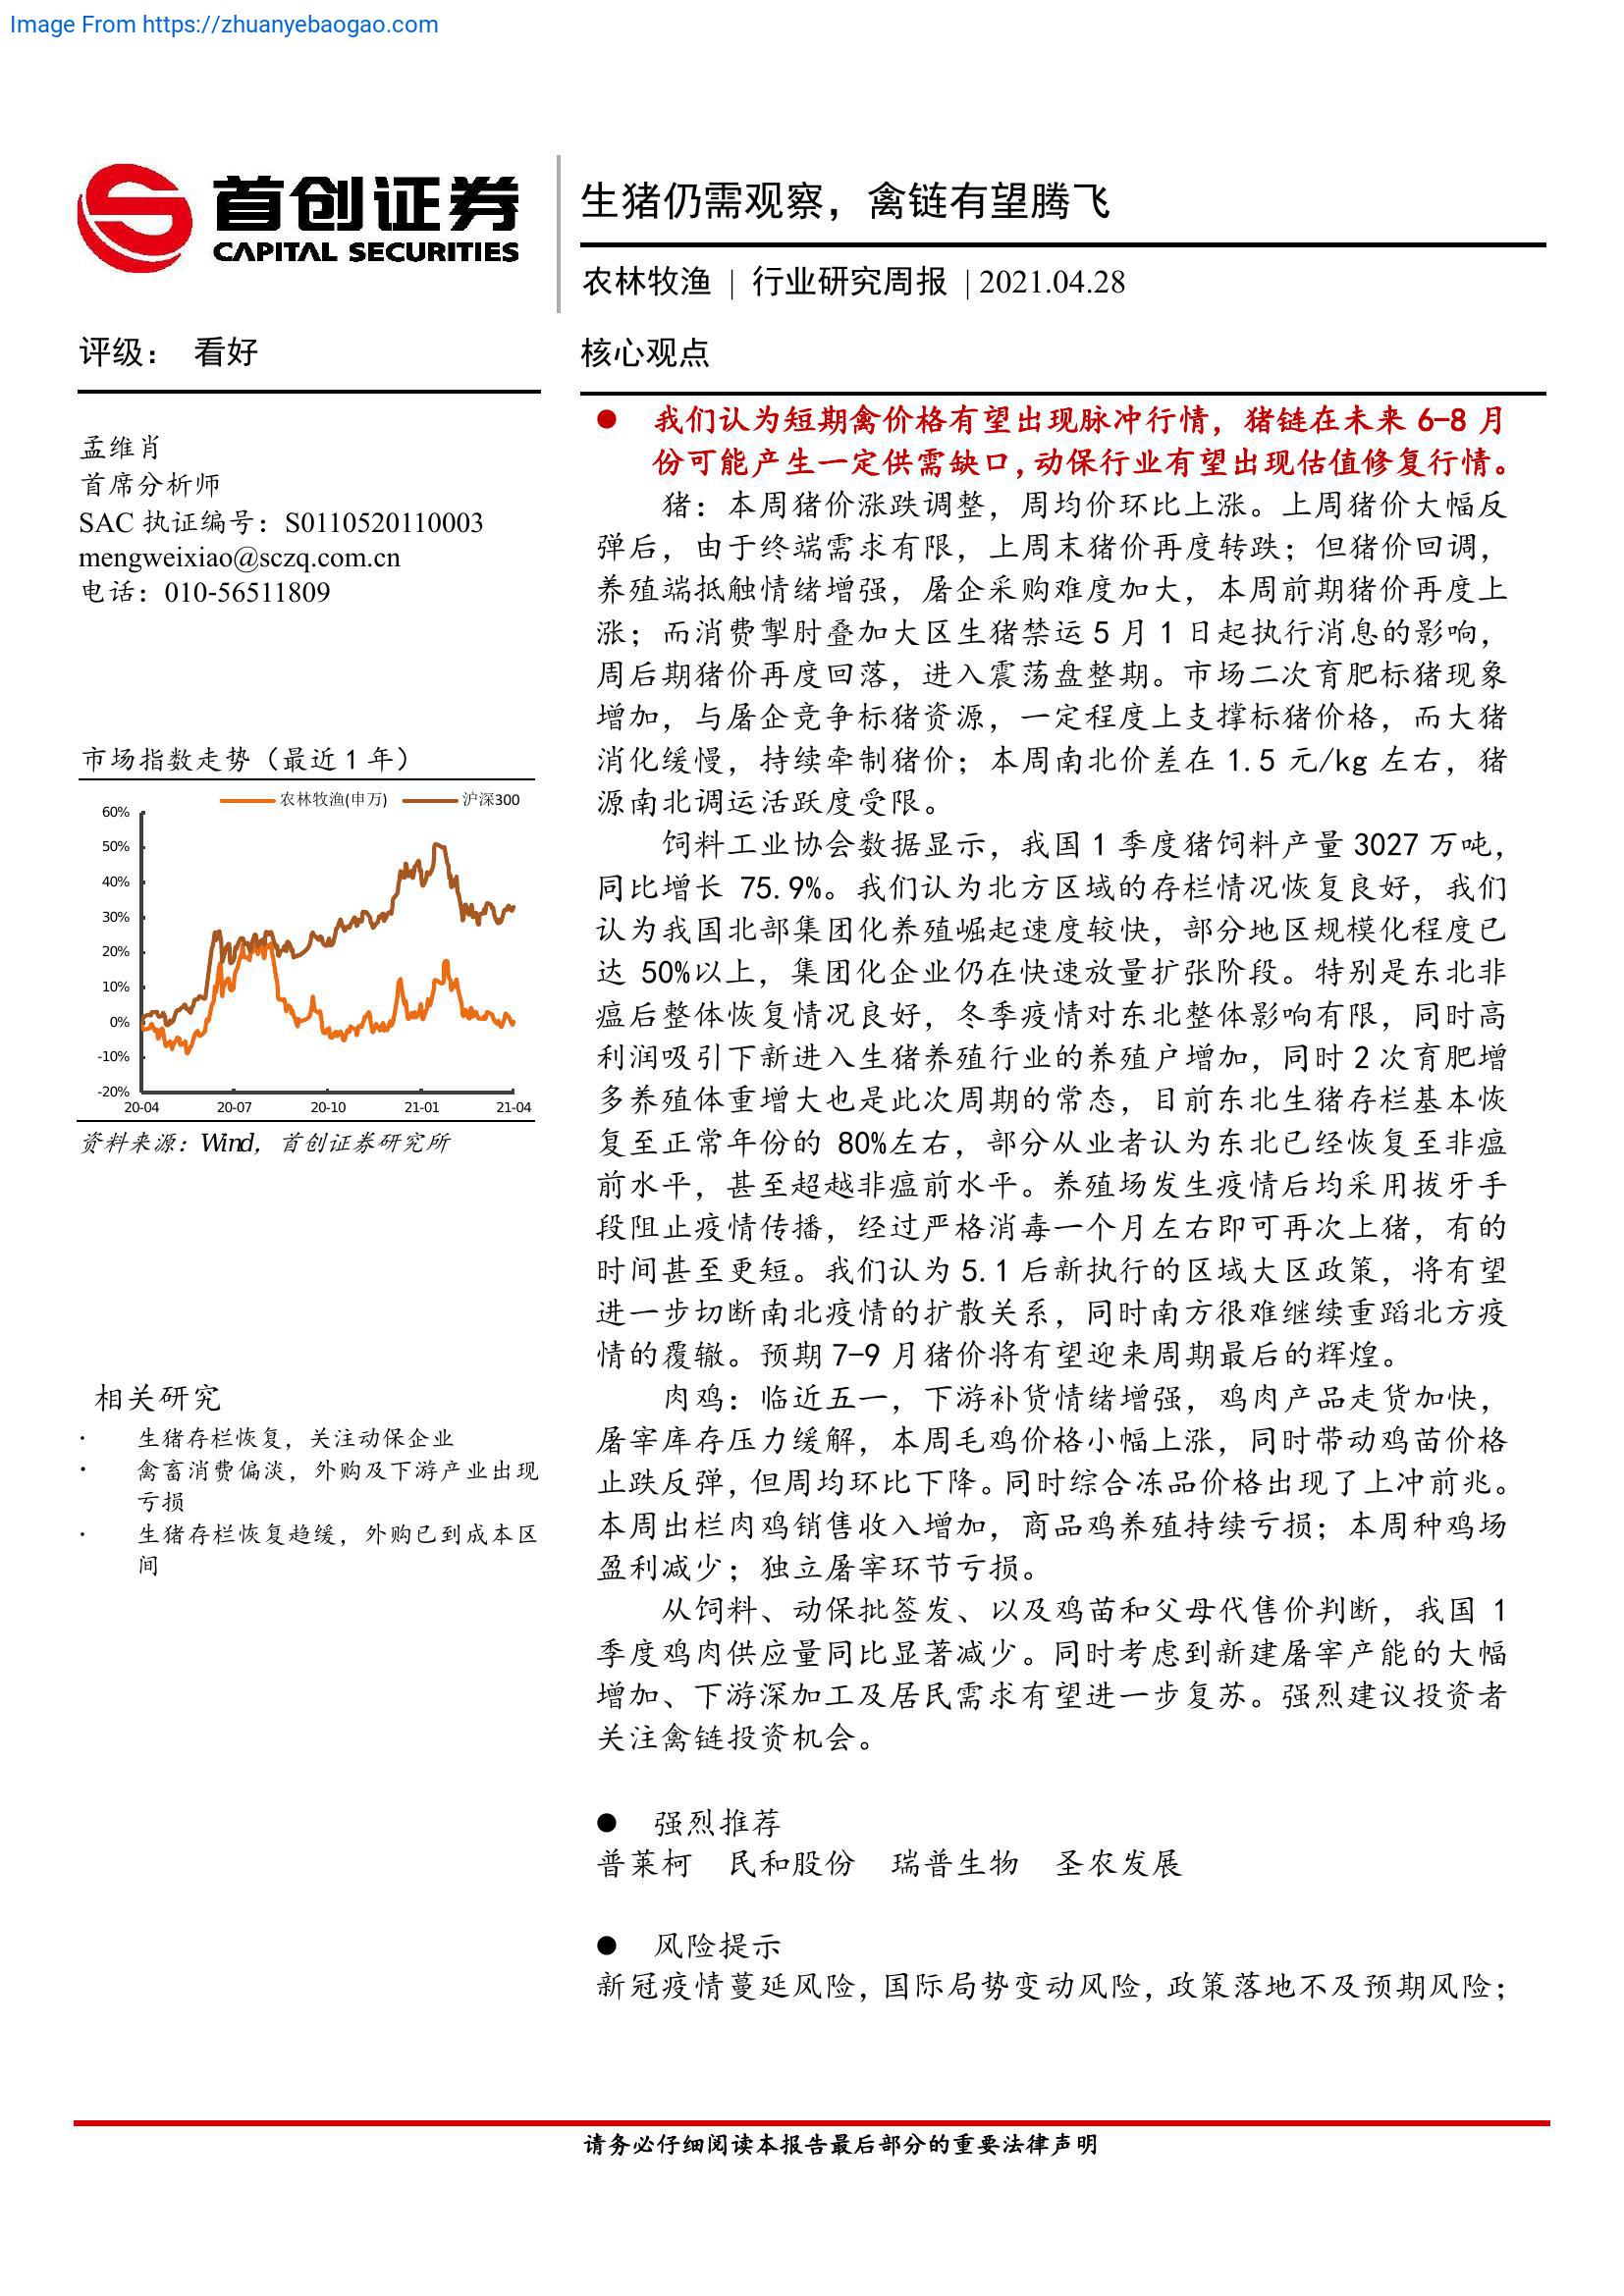 Image From https://zhuanyebaogao.com
首创证券
CAPITAL SECURITIES
生猪仍需观察，禽链有望腾飞
农林牧渔 | 行业研究周报 | 2021.04.28
评级： 看好
孟维肖
首席分析师
SAC 执证编号：S0110520110003
mengweixiao@sczq.com.cn
电话：010-56511809
市场指数走势（最近 1 年）
农林牧渔(申万) 沪深300
60%
50%
40%
30%
20%
10%
0%
-10%
-20%
20-04 20-07 20-10 21-01 21-04
资料来源：Wind，首创证券研究所
相关研究
· 生猪存栏恢复，关注动保企业
· 禽畜消费偏淡，外购及下游产业出现
亏损
· 生猪存栏恢复趋缓，外购已到成本区
间
核心观点
● 我们认为短期禽价格有望出现脉冲行情，猪链在未来 6-8 月
份可能产生一定供需缺口，动保行业有望出现估值修复行情。
猪：本周猪价涨跌调整，周均价环比上涨。上周猪价大幅反
弹后，由于终端需求有限，上周末猪价再度转跌；但猪价回调，
养殖端抵触情绪增强，屠企采购难度加大，本周前期猪价再度上
涨；而消费掣肘叠加大区生猪禁运 5 月 1 日起执行消息的影响，
周后期猪价再度回落，进入震荡盘整期。市场二次育肥标猪现象
增加，与屠企竞争标猪资源，一定程度上支撑标猪价格，而大猪
消化缓慢，持续牵制猪价；本周南北价差在 1.5 元/kg 左右，猪
源南北调运活跃度受限。
饲料工业协会数据显示，我国 1 季度猪饲料产量 3027 万吨，
同比增长 75.9%。我们认为北方区域的存栏情况恢复良好，我们
认为我国北部集团化养殖崛起速度较快，部分地区规模化程度已
达 50%以上，集团化企业仍在快速放量扩张阶段。特别是东北非
瘟后整体恢复情况良好，冬季疫情对东北整体影响有限，同时高
利润吸引下新进入生猪养殖行业的养殖户增加，同时 2 次育肥增
多养殖体重增大也是此次周期的常态，目前东北生猪存栏基本恢
复至正常年份的 80%左右，部分从业者认为东北已经恢复至非瘟
前水平，甚至超越非瘟前水平。养殖场发生疫情后均采用拔牙手
段阻止疫情传播，经过严格消毒一个月左右即可再次上猪，有的
时间甚至更短。我们认为 5.1 后新执行的区域大区政策，将有望
进一步切断南北疫情的扩散关系，同时南方很难继续重蹈北方疫
情的覆辙。预期 7-9 月猪价将有望迎来周期最后的辉煌。
肉鸡：临近五一，下游补货情绪增强，鸡肉产品走货加快，
屠宰库存压力缓解，本周毛鸡价格小幅上涨，同时带动鸡苗价格
止跌反弹，但周均环比下降。同时综合冻品价格出现了上冲前兆。
本周出栏肉鸡销售收入增加，商品鸡养殖持续亏损；本周种鸡场
盈利减少；独立屠宰环节亏损。
从饲料、动保批签发、以及鸡苗和父母代售价判断，我国 1
季度鸡肉供应量同比显著减少。同时考虑到新建屠宰产能的大幅
增加、下游深加工及居民需求有望进一步复苏。强烈建议投资者
关注禽链投资机会。
● 强烈推荐
普莱柯 民和股份 瑞普生物 圣农发展
● 风险提示
新冠疫情蔓延风险，国际局势变动风险，政策落地不及预期风险；
请务必仔细阅读本报告最后部分的重要法律声明